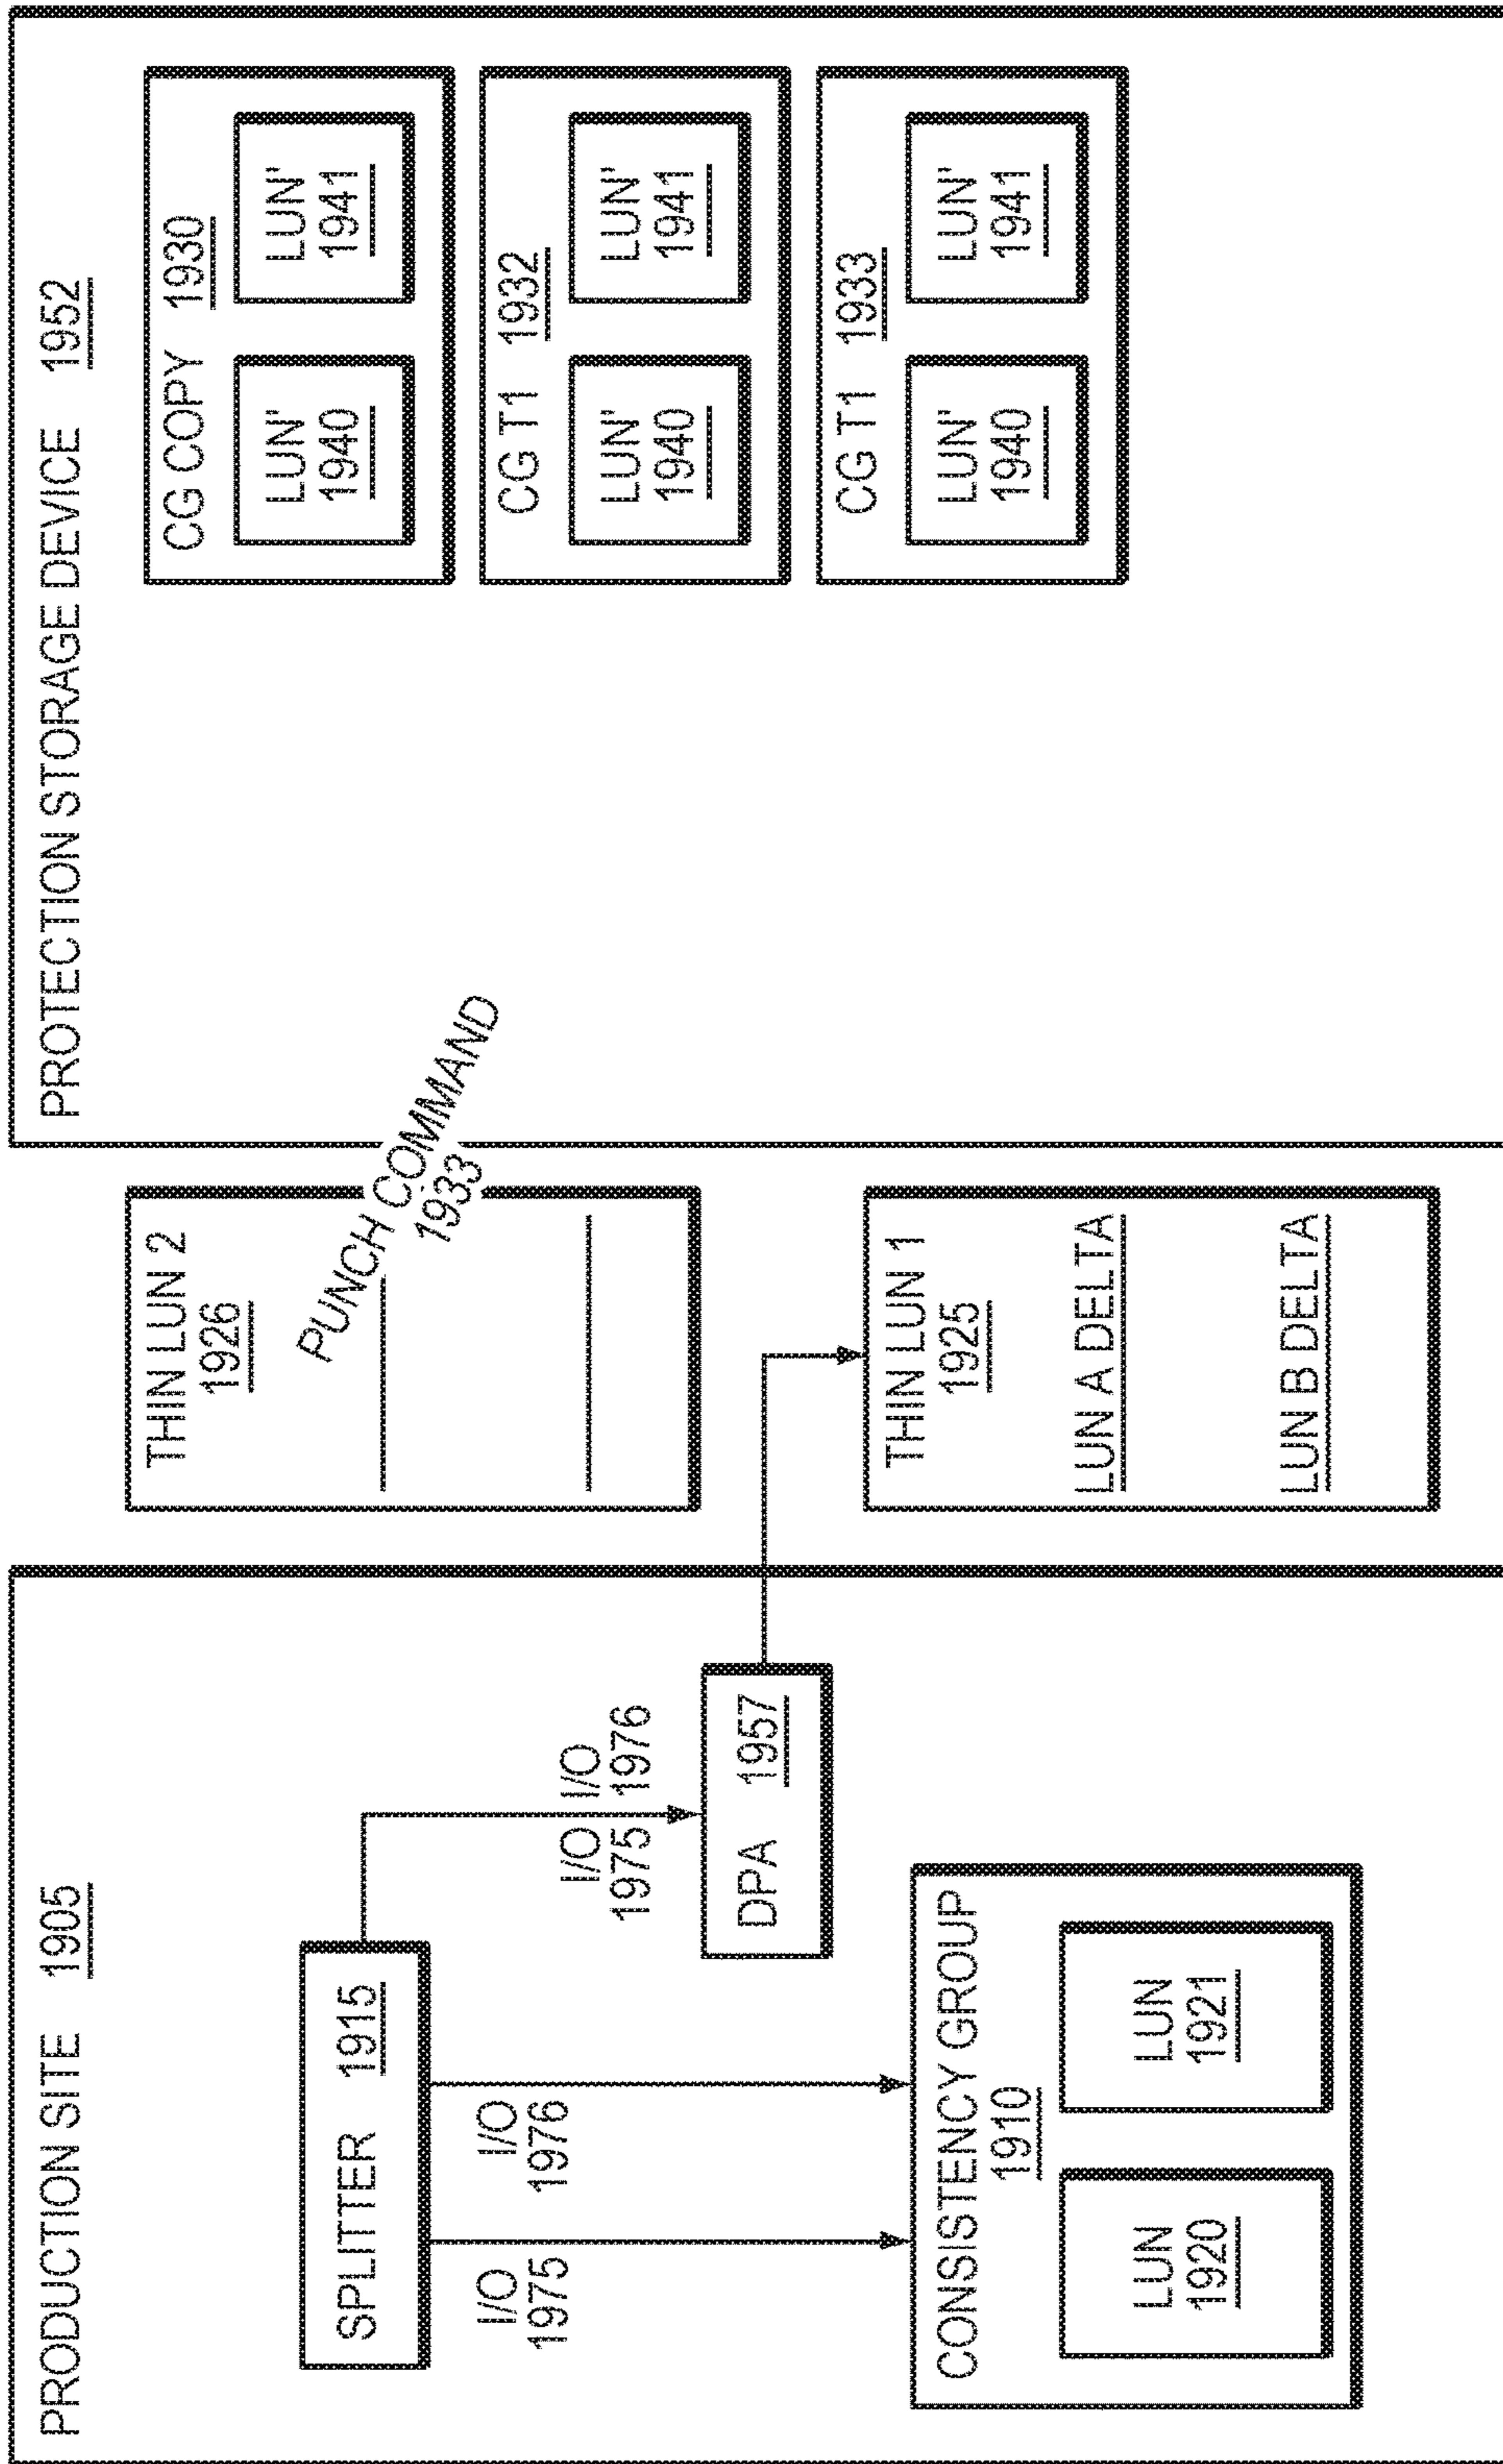 PRODUCTION SITE 1905
SPLITTER 1915
I/O
1975
I/O
1976
I/O I/O
1975 1976
DPA 1957
CONSISTENCY GROUP
1910
LUN
1920
LUN
1921
THIN LUN 2
1926
PUNCH COMMAND
1933
THIN LUN 1
1925
LUN A DELTA
LUN B DELTA
PROTECTION STORAGE DEVICE 1952
CG COPY 1930
LUN'
1940
LUN'
1941
CG T1 1932
LUN'
1940
LUN'
1941
CG T1 1933
LUN'
1940
LUN'
1941